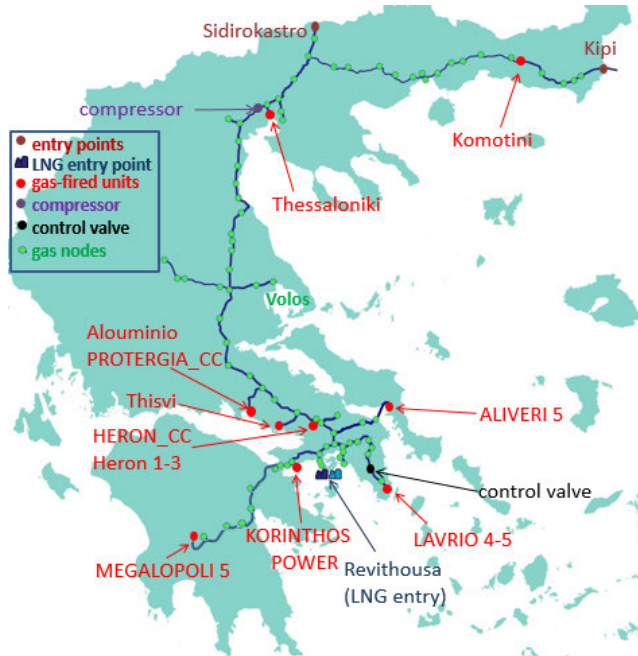 Sidirokastro
Kipi
compressor
Komotini
entry points
LNG entry point
gas-fired units
compressor
control valve
gas nodes
Thessaloniki
Volos
Alouminio
PROTERGIA_CC
Thisvi
HERON_CC
Heron 1-3
ALIVERI 5
control valve
KORINTHOS
POWER
LAVRIO 4-5
MEGALOPOLI 5
Revithousa
(LNG entry)